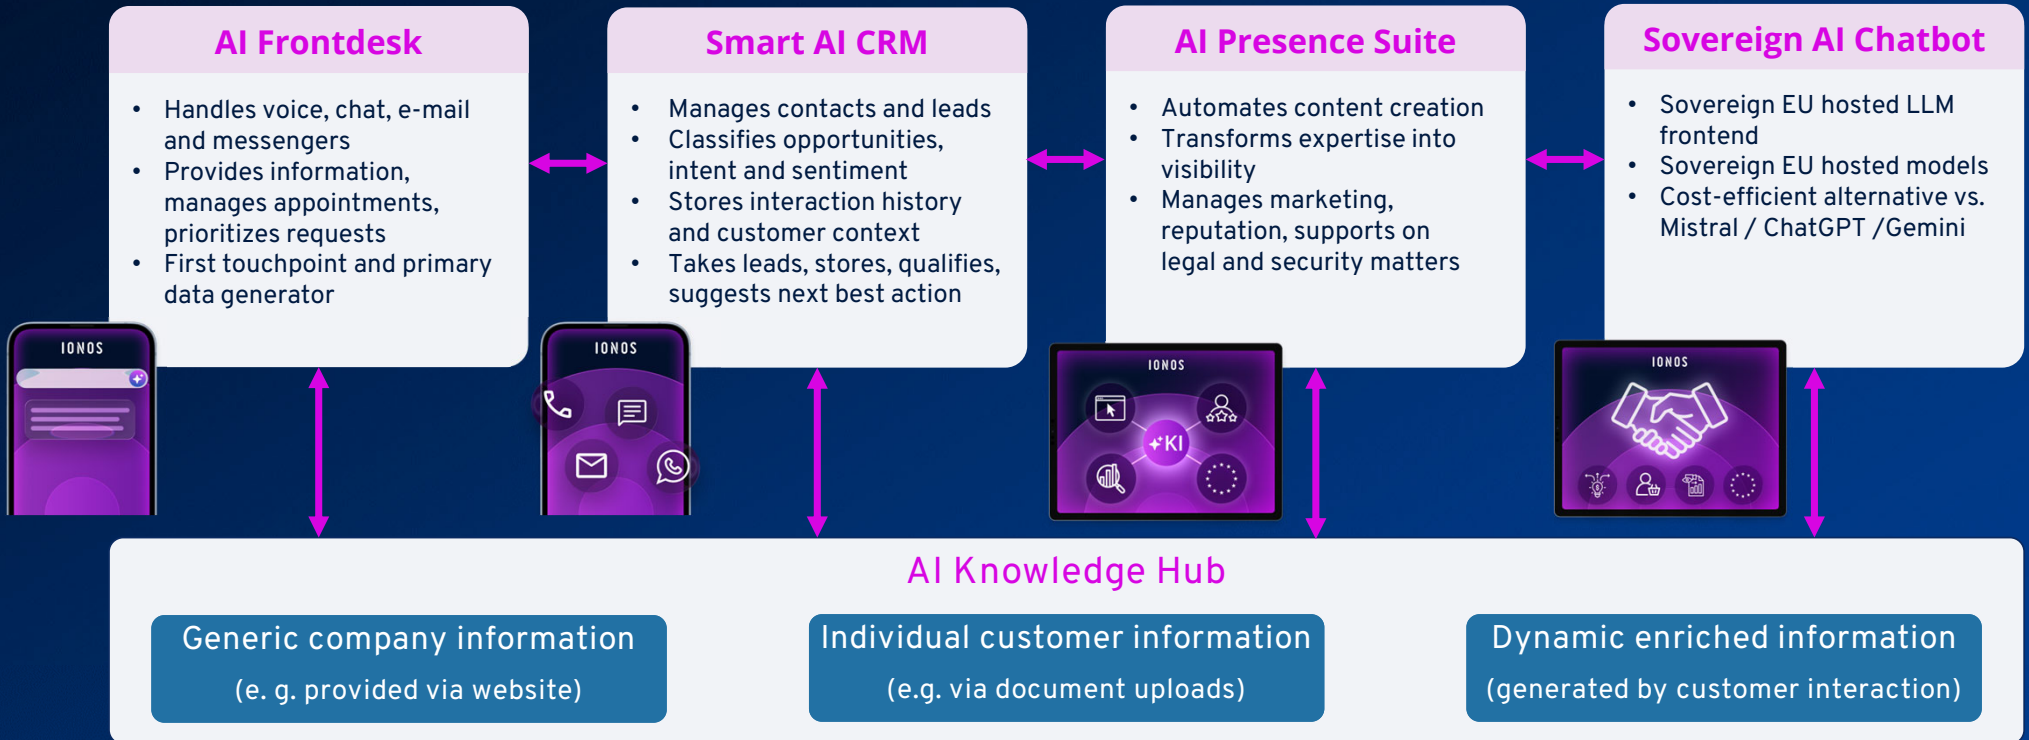 AI Frontdesk
• Handles voice, chat, e-mail
and messengers
• Provides information,
manages appointments,
prioritizes requests
• First touchpoint and primary
data generator
Smart AI CRM
• Manages contacts and leads
• Classifies opportunities,
intent and sentiment
• Stores interaction history
and customer context
• Takes leads, stores, qualifies,
suggests next best action
AI Presence Suite
• Automates content creation
• Transforms expertise into
visibility
• Manages marketing,
reputation, supports on
legal and security matters
Sovereign AI Chatbot
• Sovereign EU hosted LLM
frontend
• Sovereign EU hosted models
• Cost-efficient alternative vs.
Mistral / ChatGPT /Gemini
IONOS
IONOS
IONOS
KI
IONOS
AI Knowledge Hub
Generic company information
(e. g. provided via website)
Individual customer information
(e.g. via document uploads)
Dynamic enriched information
(generated by customer interaction)